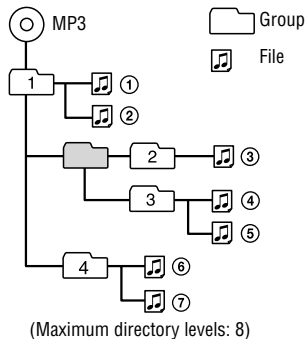 MP3
Group
File
1
①
②
2
③
3
④
⑤
4
⑥
⑦
(Maximum directory levels: 8)